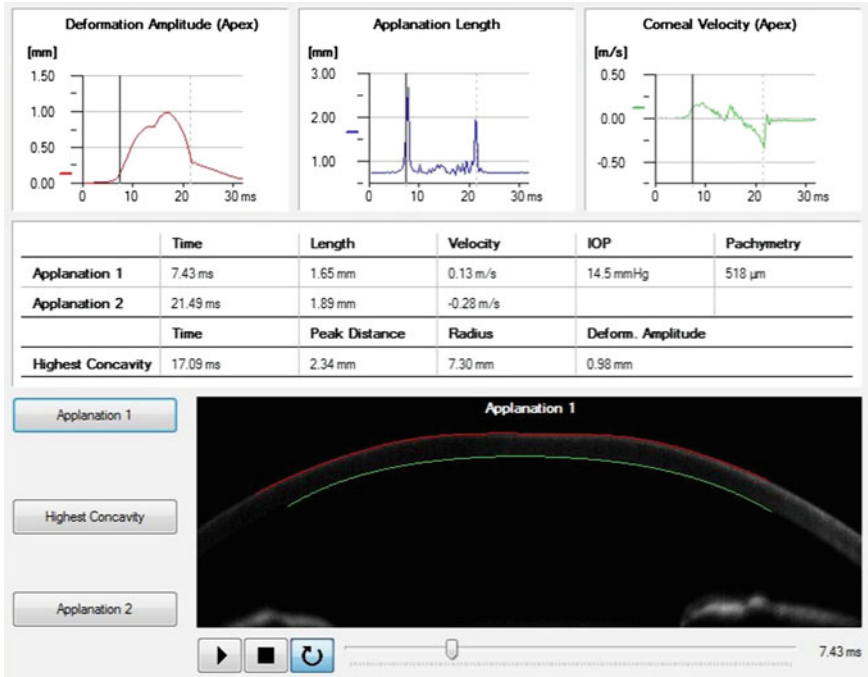 Deformation Amplitude (Apex) Applanation Length Corneal Velocity (Apex)
[mm] [mm] [m/s]
1.50 3.00 0.50
1.00 2.00 0.00
0.50 1.00 -0.50
0.00
0 10 20 30 ms 0 10 20 30 ms 0 10 20 30 ms
Time Length Velocity IOP Pachymetry
Applanation 1 7.43 ms 1.65 mm 0.13 m/s 14.5 mmHg 518 µm
Applanation 2 21.49 ms 1.89 mm -0.28 m/s
Time Peak Distance Radius Deform. Amplitude
Highest Concavity 17.09 ms 2.34 mm 7.30 mm 0.98 mm
Applanation 1
Applanation 1
Highest Concavity
Applanation 2
7.43 ms